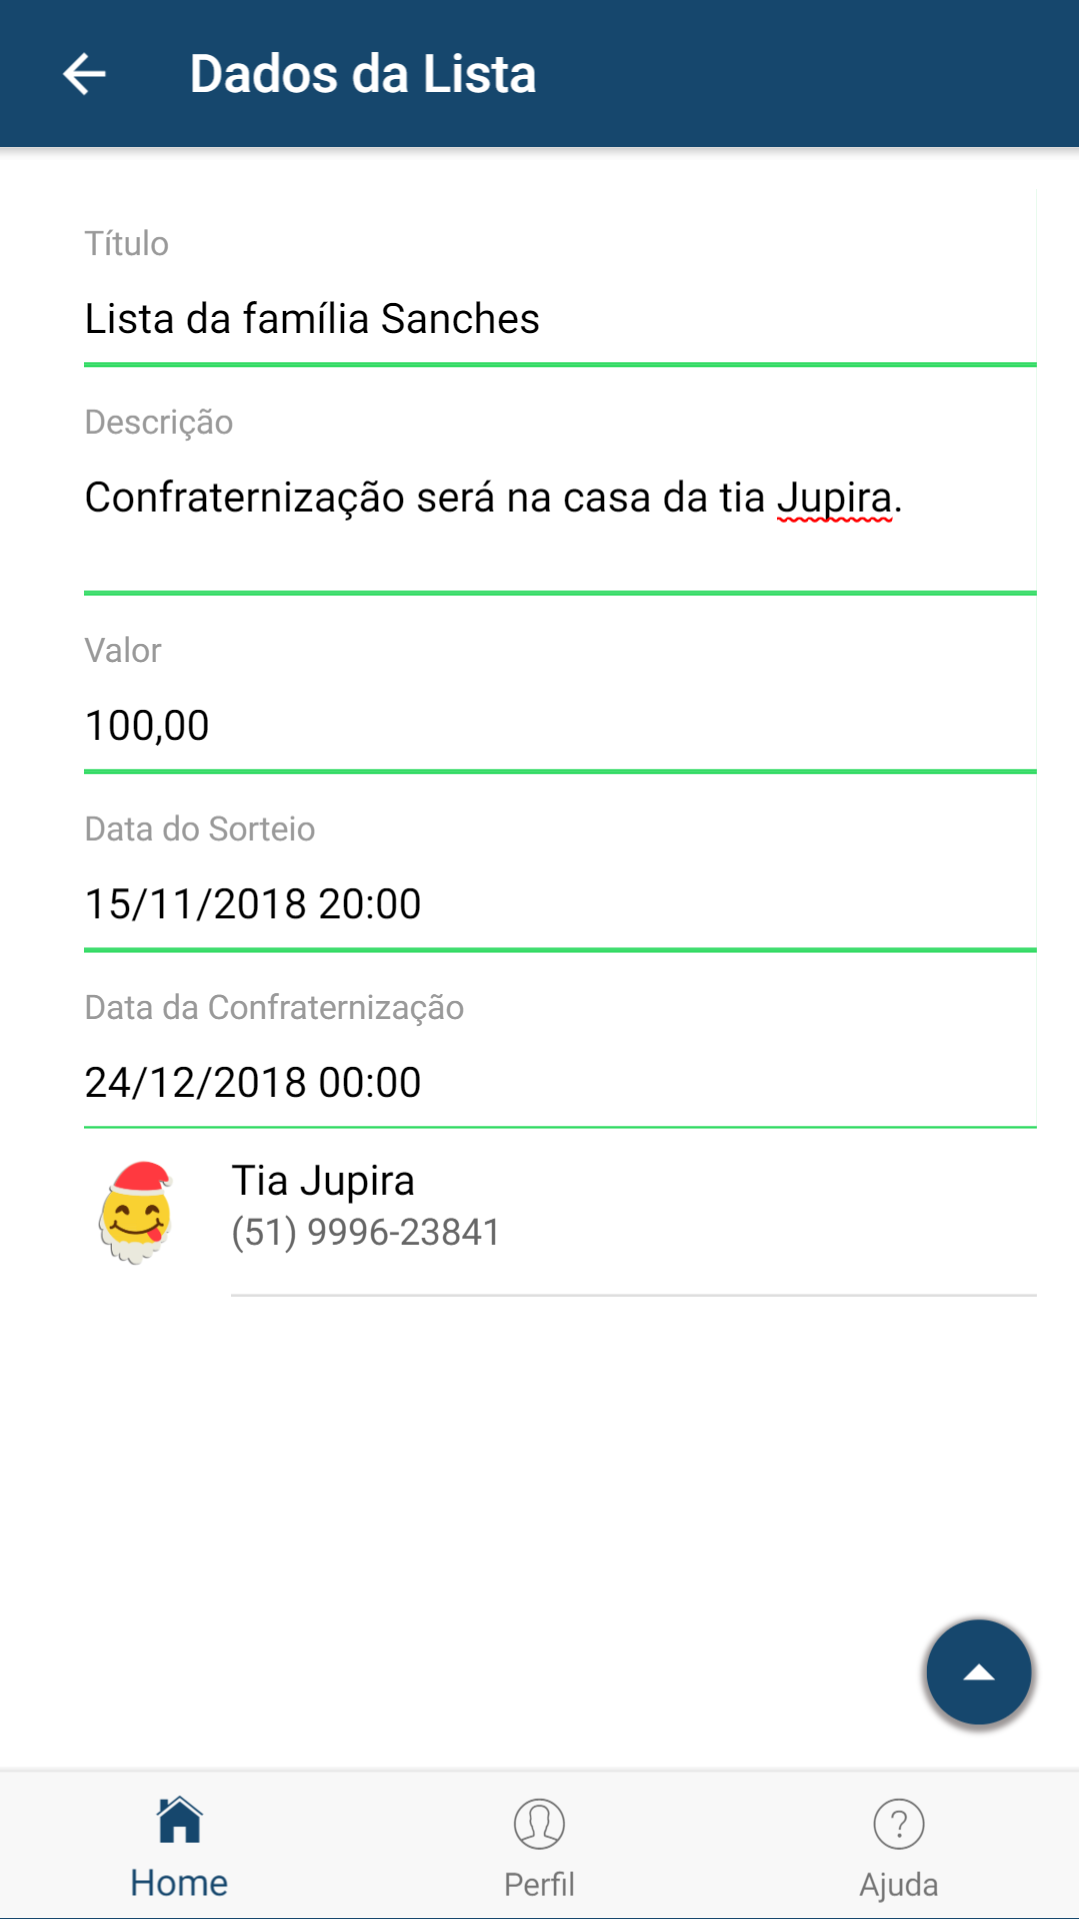 Dados da Lista
Título
Lista da família Sanches
Descrição
Confraternização será na casa da tia Jupira.
Valor
100,00
Data do Sorteio
15/11/2018 20:00
Data da Confraternização
24/12/2018 00:00
Tia Jupira
(51) 9996-23841
Home
Perfil
Ajuda